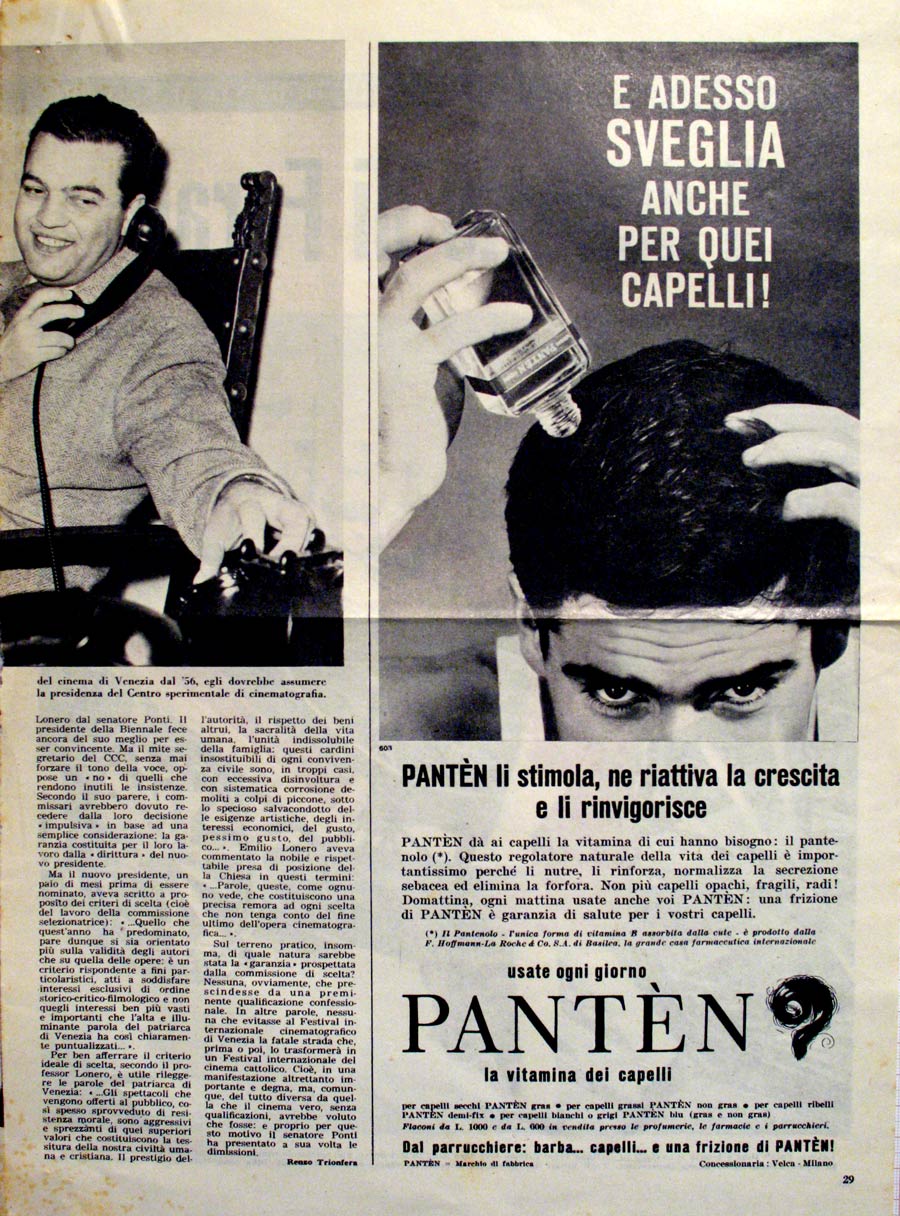 del cinema di Venezia dal '56, egli dovrebbe assumere
la presidenza del Centro sperimentale di cinematografia.
Lonero dal senatore Ponti. Il
presidente della Biennale fece
ancora del suo meglio per es-
ser convincente. Ma il mite se-
gretario del CCC, senza mai
forzare il tono della voce, op-
pose un «no» di quelli che
rendono inutili le insistenze.
Secondo il suo parere, i com-
missari avrebbero dovuto re-
cedere dalla loro decisione
«impulsiva» in base ad una
semplice considerazione: la ga-
ranzia costituita per il loro la-
voro dalla «dirittura» del nuo-
vo presidente.
Ma il nuovo presidente, un
paio di mesi prima di essere
nominato, aveva scritto a pro-
posito dei criteri di scelta (cioè
del lavoro della commissione
selezionatrice): «...Quello che
quest'anno ha predominato,
pare dunque si sia orientato
più sulla validità degli autori
che su quella delle opere: è un
criterio rispondente a fini par-
ticolaristici, atti a soddisfare
interessi esclusivi di ordine
storico-critico-filmologico e non
quegli interessi ben più vasti
e importanti che l'alta e illu-
minante parola del patriarca
di Venezia ha così chiaramen-
te puntualizzati... ».
Per ben afferrare il criterio
ideale di scelta, secondo il pro-
fessor Lonero, è utile rilegge-
re le parole del patriarca di
Venezia: «...Gli spettacoli che
vengono offerti al pubblico, co-
sì spesso sprovveduto di resi-
stenza morale, sono aggressivi
e sprezzanti di quei superiori
valori che costituiscono la tes-
situra della nostra civiltà uma-
na e cristiana. Il prestigio del-
l'autorità, il rispetto dei beni
altrui, la sacralità della vita
umana, l'unità indissolubile
della famiglia: questi cardini
insostituibili di ogni conviven-
za civile sono, in troppi casi,
con eccessiva disinvoltura e
con sistematica corrosione de-
moliti a colpi di piccone, sotto
lo specioso salvacondotto del-
le esigenze artistiche, degli in-
teressi economici, del gusto,
pessimo gusto, del pubbli-
co... ». Emilio Lonero aveva
commentato la nobile e rispet-
tabile presa di posizione del-
la Chiesa in questi termini:
«...Parole, queste, come ognu-
no vede, che costituiscono una
precisa remora ad ogni scelta
che non tenga conto del fine
ultimo dell'opera cinematogra-
fica... ».
Sul terreno pratico, insom-
ma, di quale natura sarebbe
stata la «garanzia» prospettata
dalla commissione di scelta?
Nessuna, ovviamente, che pre-
scindesse da una premi-
nente qualificazione confessio-
nale. In altre parole, nessu-
na che evitasse al Festival in-
ternazionale cinematografico
di Venezia la fatale strada che,
prima o poi, lo trasformerà in
un Festival internazionale del
cinema cattolico. Cioè, in una
manifestazione altrettanto im-
portante e degna, ma, comun-
que, del tutto diversa da quel-
la che il cinema vero, senza
qualificazioni, avrebbe voluto
che fosse: e proprio per que-
sto motivo il senatore Ponti
ha presentato a sua volta le
dimissioni.
Renzo Trionfera
E ADESSO
SVEGLIA
ANCHE
PER QUEI
CAPELLI!
PANTÈN
60/1
PANTÈN li stimola, ne riattiva la crescita
e li rinvigorisce
PANTÈN dà ai capelli la vitamina di cui hanno bisogno: il pante-
nolo (*). Questo regolatore naturale della vita dei capelli è impor-
tantissimo perché li nutre, li rinforza, normalizza la secrezione
sebacea ed elimina la forfora. Non più capelli opachi, fragili, radi!
Domattina, ogni mattina usate anche voi PANTÈN: una frizione
di PANTÈN è garanzia di salute per i vostri capelli.
(*) Il Pantenolo - l'unica forma di vitamina B assorbita dalla cute - è prodotto dalla
F. Hoffmann-La Roche & Co. S.A. di Basilea, la grande casa farmaceutica internazionale
usate ogni giorno
PANTÈN
la vitamina dei capelli
per capelli secchi PANTÈN gras • per capelli grassi PANTÈN non gras • per capelli ribelli
PANTÈN demi-fix • per capelli bianchi o grigi PANTÈN blu (gras e non gras)
Flaconi da L. 1000 e da L. 600 in vendita presso le profumerie, le farmacie e i parrucchieri.
Dal parrucchiere: barba... capelli... e una frizione di PANTÈN!
PANTÈN = Marchio di fabbrica Concessionaria: Velca - Milano
29